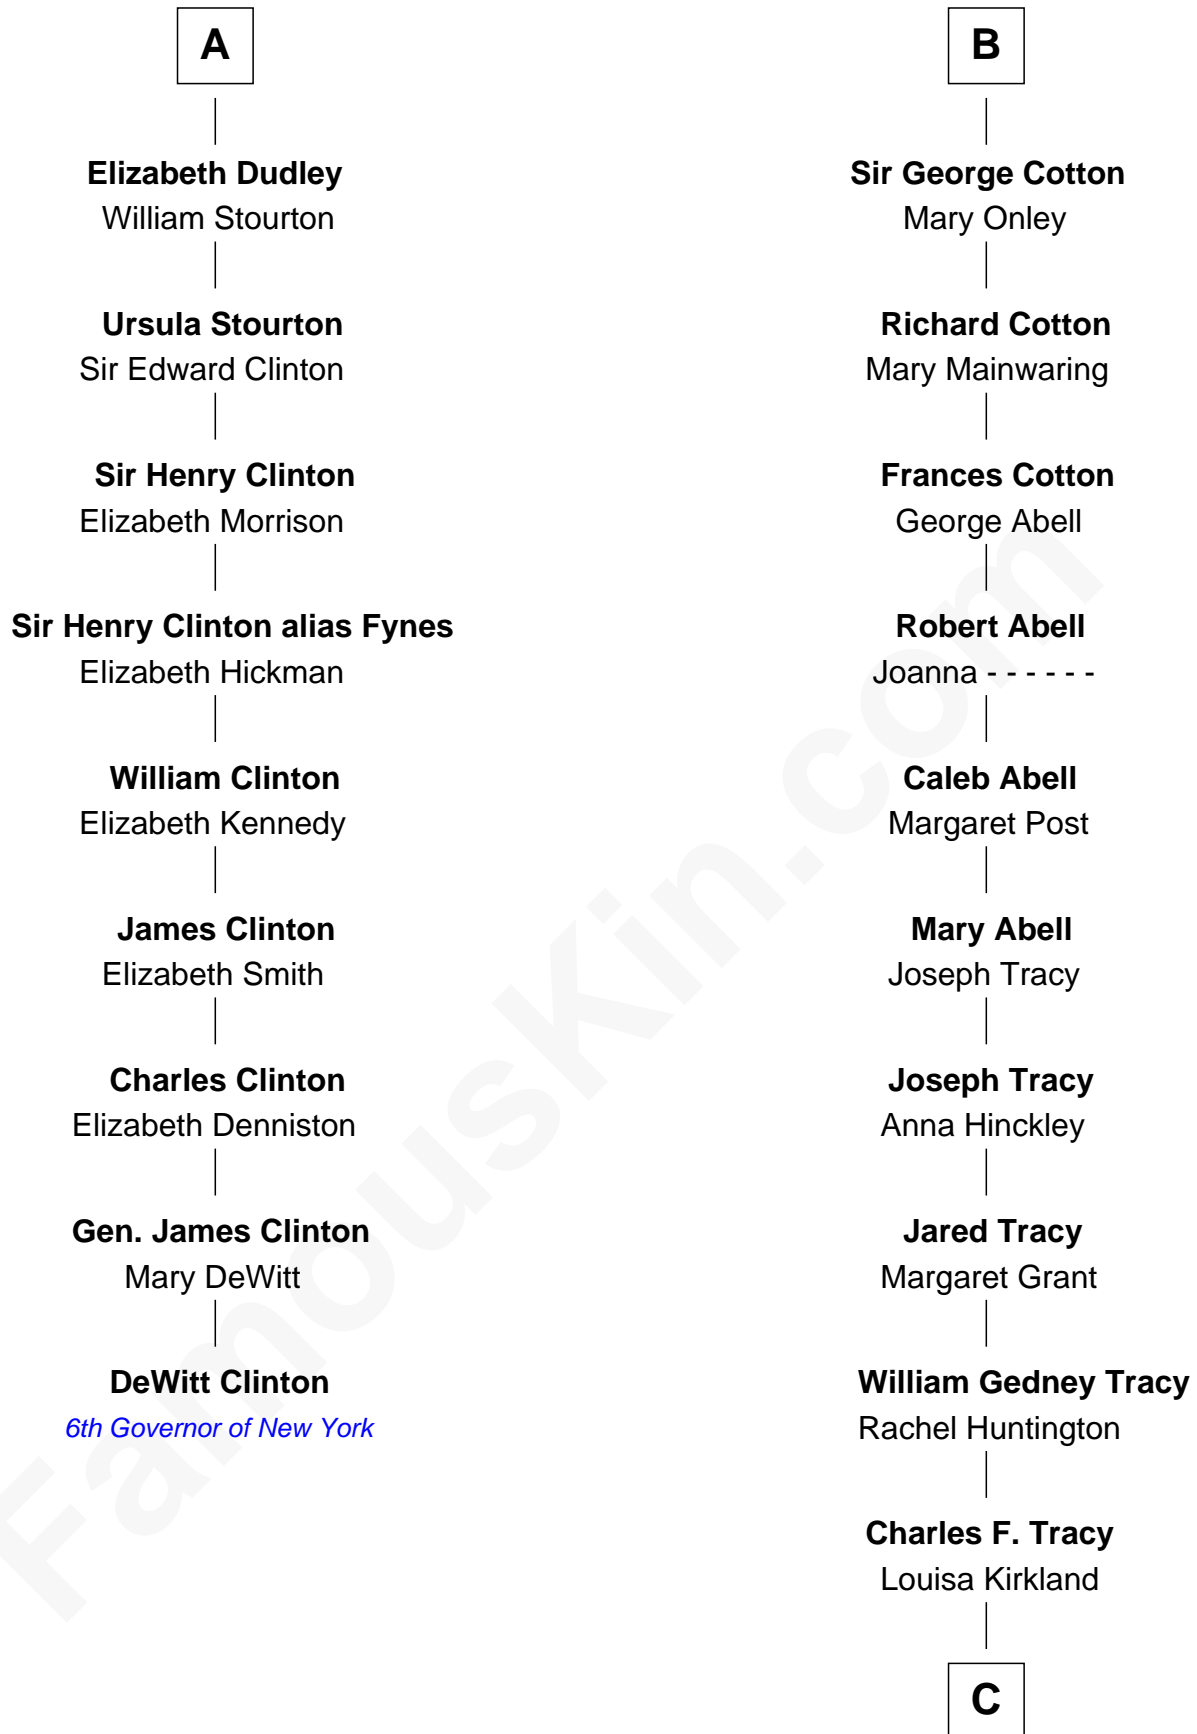 A
Elizabeth Dudley
William Stourton
Ursula Stourton
Sir Edward Clinton
Sir Henry Clinton
Elizabeth Morrison
Sir Henry Clinton alias Fynes
Elizabeth Hickman
William Clinton
Elizabeth Kennedy
James Clinton
Elizabeth Smith
Charles Clinton
Elizabeth Denniston
Gen. James Clinton
Mary DeWitt
DeWitt Clinton
6th Governor of New York
B
Sir George Cotton
Mary Onley
Richard Cotton
Mary Mainwaring
Frances Cotton
George Abell
Robert Abell
Joanna - - - - - -
Caleb Abell
Margaret Post
Mary Abell
Joseph Tracy
Joseph Tracy
Anna Hinckley
Jared Tracy
Margaret Grant
William Gedney Tracy
Rachel Huntington
Charles F. Tracy
Louisa Kirkland
C
FamousKin.com